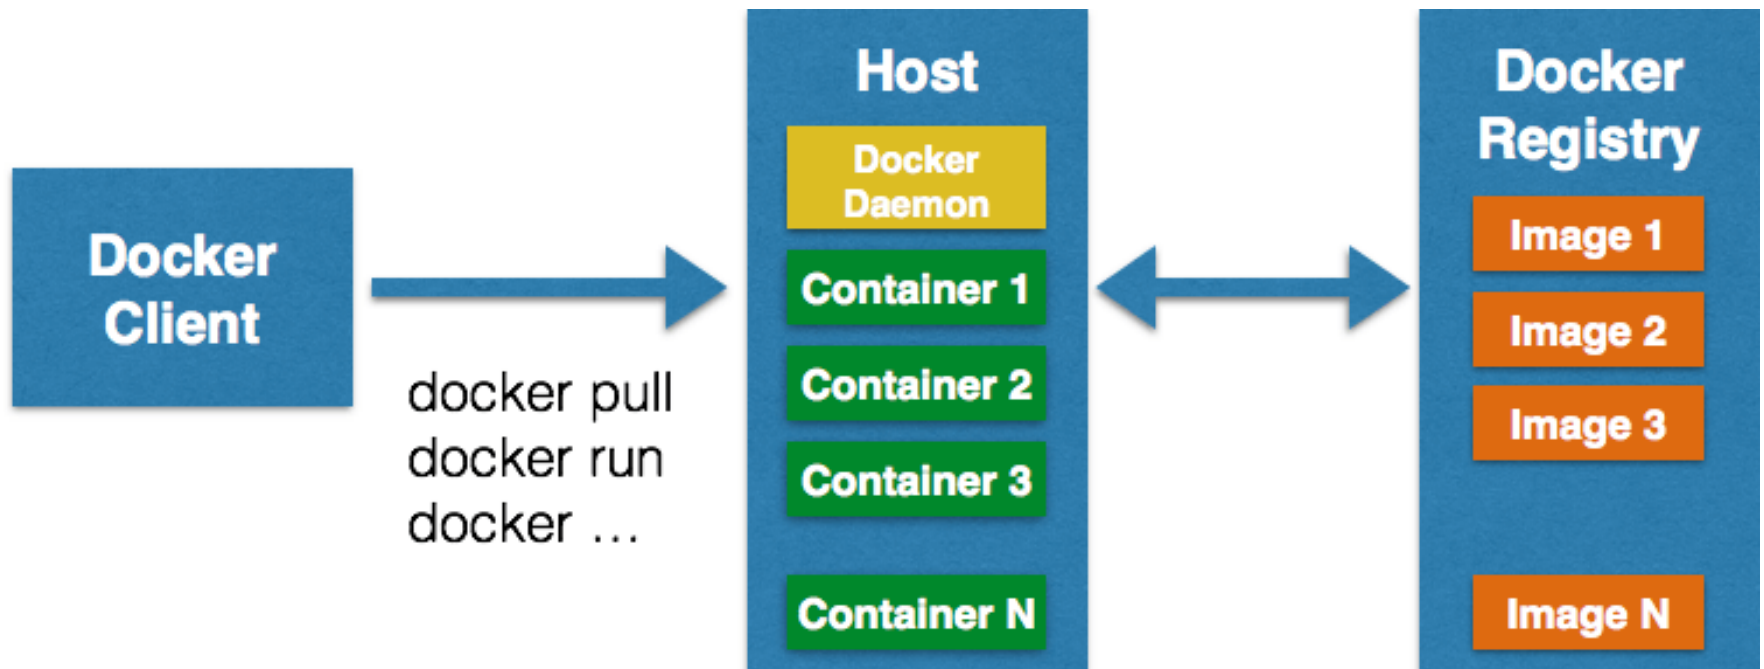 Docker
Client
docker pull
docker run
docker ...
Host
Docker
Daemon
Container 1
Container 2
Container 3
Container N
Docker
Registry
Image 1
Image 2
Image 3
Image N